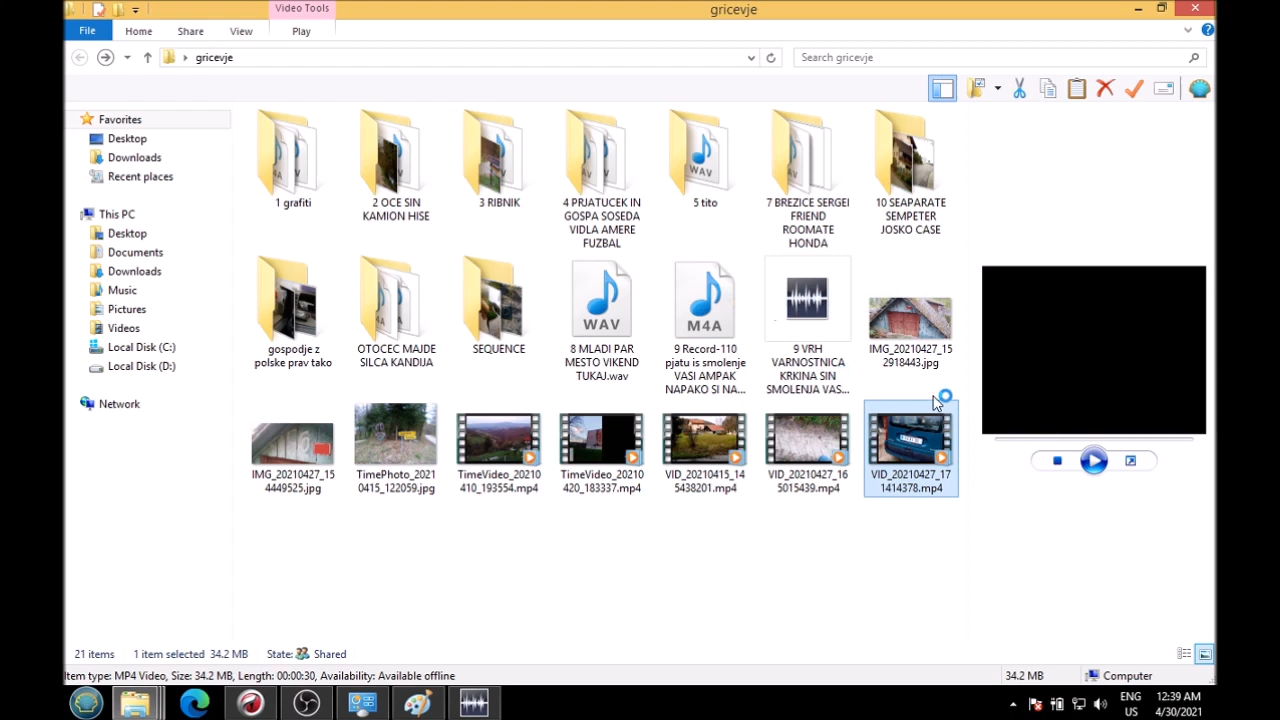 Video Tools
gricevje
File
Home
Share
View
Play
gricevje
Search gricevje
Favorites
Desktop
Downloads
Recent places
This PC
Desktop
Documents
Downloads
Music
Pictures
Videos
Local Disk (C:)
Local Disk (D:)
Network
1 grafiti
2 OCE SIN
KAMION HISE
3 RIBNIK
4 PRJATUCEK IN
GOSPA SOSEDA
VIDLA AMERE
FUZBAL
5 tito
7 BREZICE SERGEI
FRIEND
ROOMATE
HONDA
10 SEAPARATE
SEMPETER
JOSKO CASE
gospodje z
polske prav tako
OTOCEC MAJDE
SILCA KANDIJA
SEQUENCE
WAV
8 MLADI PAR
MESTO VIKEND
TUKAJ.wav
M4A
9 Record-110
pjatu is smolenje
VASI AMPAK
NAPAKO SI NA...
9 VRH
VARNOSTNICA
KRKINA SIN
SMOLENJA VAS...
IMG_20210427_15
2918443.jpg
IMG_20210427_15
4449525.jpg
TimePhoto_2021
0415_122059.jpg
TimeVideo_20210
410_193554.mp4
TimeVideo_20210
420_183337.mp4
VID_20210415_14
5438201.mp4
VID_20210427_16
5015439.mp4
VID_20210427_17
1414378.mp4
21 items
1 item selected 34.2 MB
State:
Shared
Item type: MP4 Video, Size: 34.2 MB, Length: 00:00:30, Availability: Available offline
34.2 MB
Computer
ENG
US
12:39 AM
4/30/2021